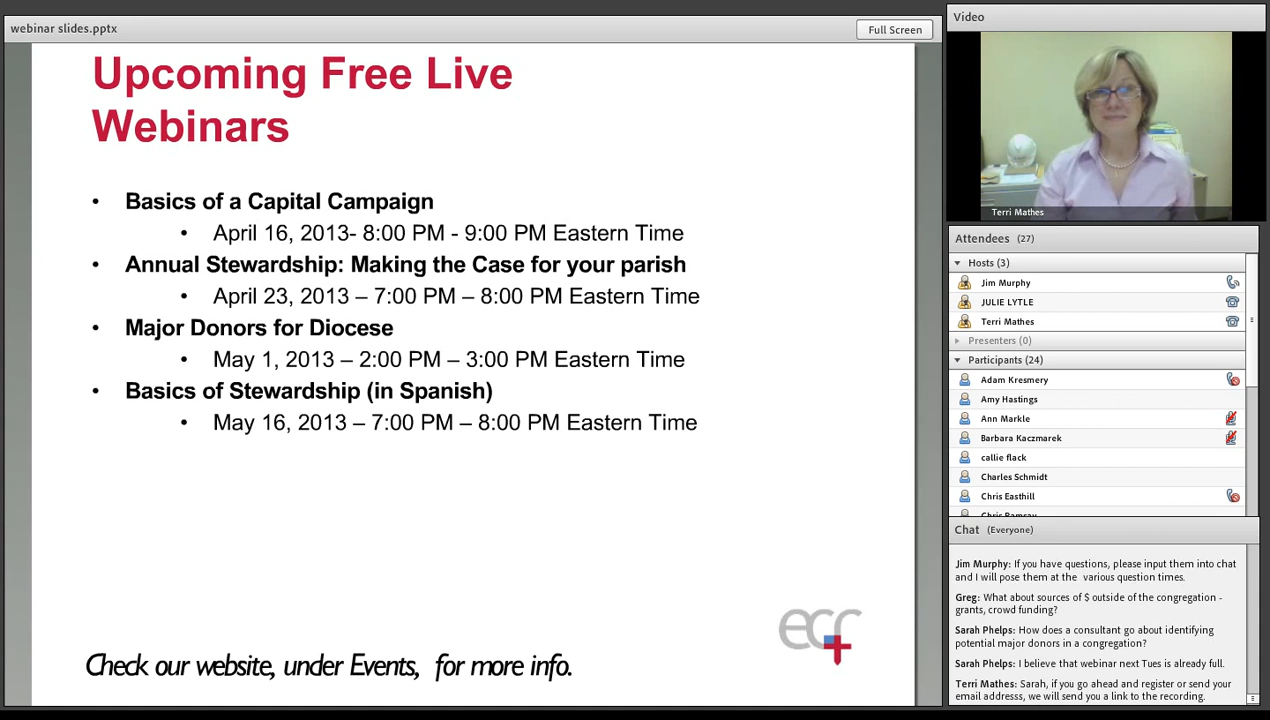 webinar slides.pptx
Full Screen
Upcoming Free Live
Webinars
• Basics of a Capital Campaign
• April 16, 2013- 8:00 PM - 9:00 PM Eastern Time
• Annual Stewardship: Making the Case for your parish
• April 23, 2013 – 7:00 PM – 8:00 PM Eastern Time
• Major Donors for Diocese
• May 1, 2013 – 2:00 PM – 3:00 PM Eastern Time
• Basics of Stewardship (in Spanish)
• May 16, 2013 – 7:00 PM – 8:00 PM Eastern Time
ecf
Check our website, under Events, for more info.
Video
Terri Mathes
Attendees (27)
Hosts (3)
Jim Murphy
JULIE LYTLE
Terri Mathes
Presenters (0)
Participants (24)
Adam Kresmery
Amy Hastings
Ann Markle
Barbara Kaczmarek
callie flack
Charles Schmidt
Chris Easthill
Chris Ramsay
Chat (Everyone)
Jim Murphy: If you have questions, please input them into chat
and I will pose them at the various question times.
Greg: What about sources of $ outside of the congregation -
grants, crowd funding?
Sarah Phelps: How does a consultant go about identifying
potential major donors in a congregation?
Sarah Phelps: I believe that webinar next Tues is already full.
Terri Mathes: Sarah, if you go ahead and register or send your
email addresss, we will send you a link to the recording.